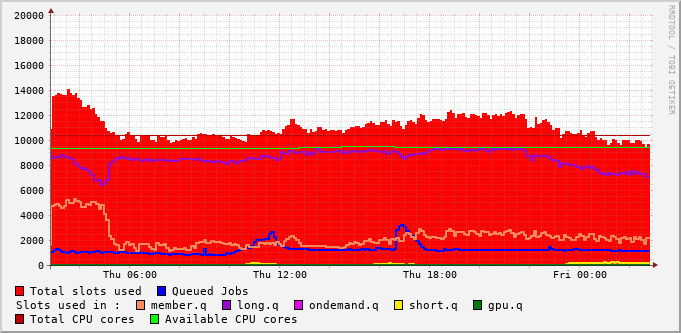 20000
18000
16000
14000
12000
10000
8000
6000
4000
2000
0
Thu 06:00 Thu 12:00 Thu 18:00 Fri 00:00
RRDTOOL / TOBI OETIKER
Total slots used Queued Jobs
Slots used in : member.q long.q ondemand.q short.q gpu.q
Total CPU cores Available CPU cores